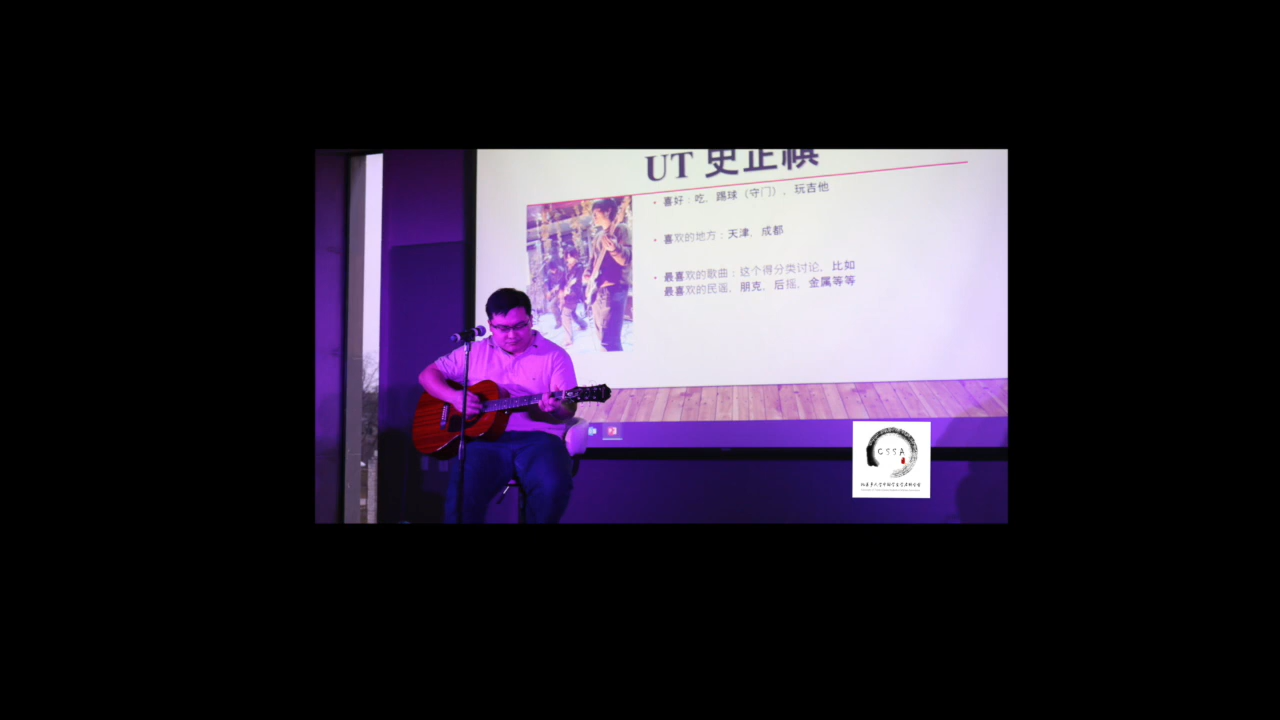 UT 史正祺
• 喜好：吃、踢球（守门）、玩吉他
• 喜欢的地方：天津、成都
• 最喜欢的歌曲：这个得分类讨论，比如
最喜欢的民谣、朋克、后摇、金属等等
CSSA